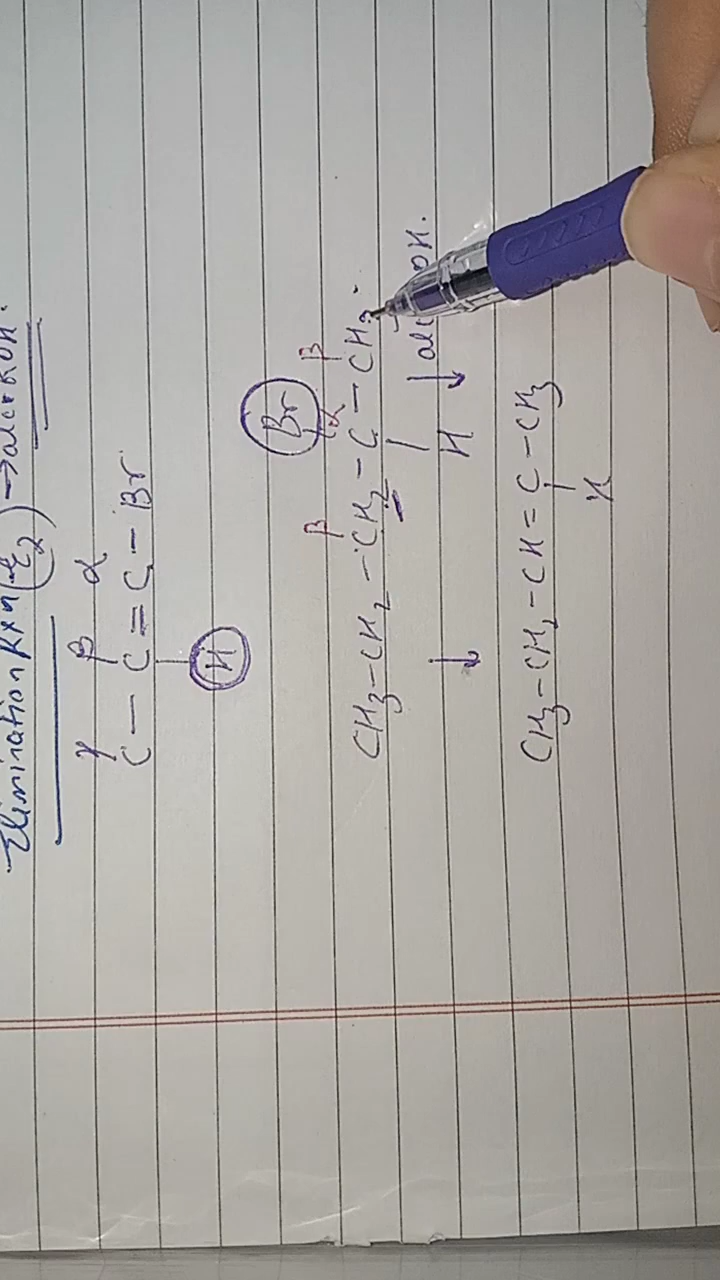 Elimination Rxn (E2) → alc·KOH·
γ β α
C — C = C — Br
H
Br
β α β
CH3—CH2—CH2—C—CH3
H
↓ ↓ alc KOH.
CH3—CH2—CH=C—CH3
H